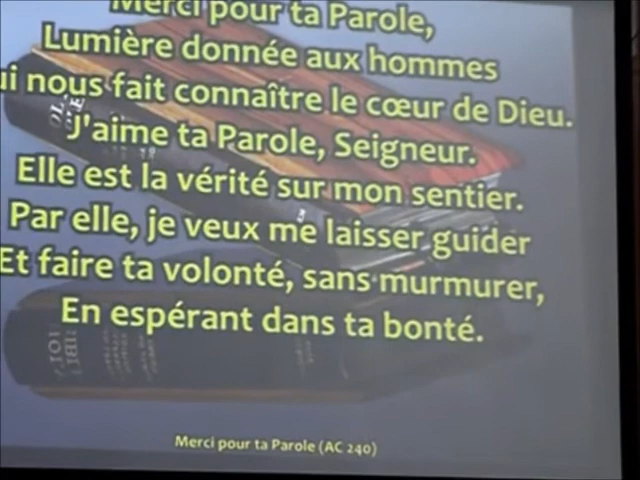 Merci pour ta Parole,
Lumière donnée aux hommes
ui nous fait connaître le cœur de Dieu.
J'aime ta Parole, Seigneur.
Elle est la vérité sur mon sentier.
Par elle, je veux me laisser guider
Et faire ta volonté, sans murmurer,
En espérant dans ta bonté.
Merci pour ta Parole (AC 240)